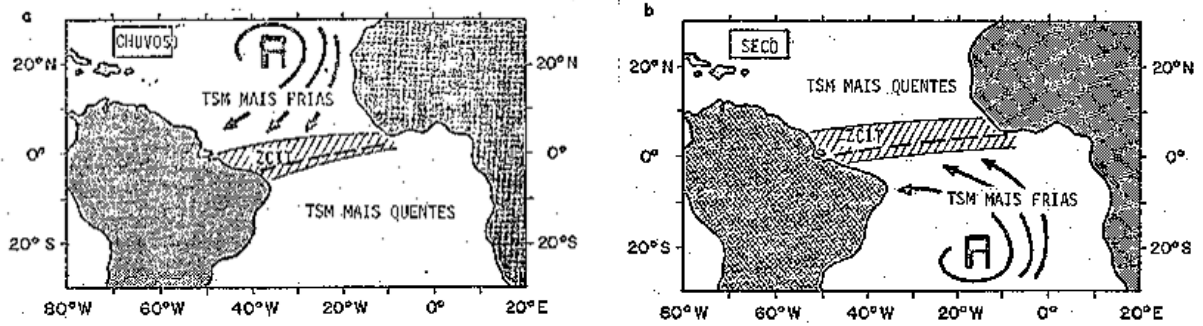 a
CHUVOSO
A
20°N
20°N
TSM MAIS FRIAS
ZCIT
0°
0°
TSM MAIS QUENTES
20°S
20°S
80°W 60°W 40°W 20°W 0° 20°E
b
SECO
20°N
20°N
TSM MAIS QUENTES
ZCIT
0°
0°
TSM MAIS FRIAS
A
20°S
20°S
80°W 60°W 40°W 20°W 0° 20°E